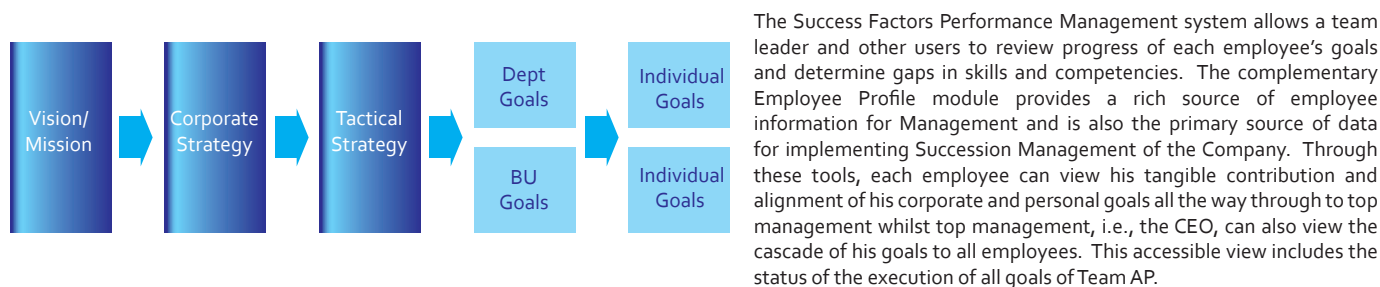 Vision/
Mission
Corporate
Strategy
Tactical
Strategy
Dept
Goals
BU
Goals
Individual
Goals
Individual
Goals
The Success Factors Performance Management system allows a team
leader and other users to review progress of each employee’s goals
and determine gaps in skills and competencies. The complementary
Employee Profile module provides a rich source of employee
information for Management and is also the primary source of data
for implementing Succession Management of the Company. Through
these tools, each employee can view his tangible contribution and
alignment of his corporate and personal goals all the way through to top
management whilst top management, i.e., the CEO, can also view the
cascade of his goals to all employees. This accessible view includes the
status of the execution of all goals of Team AP.